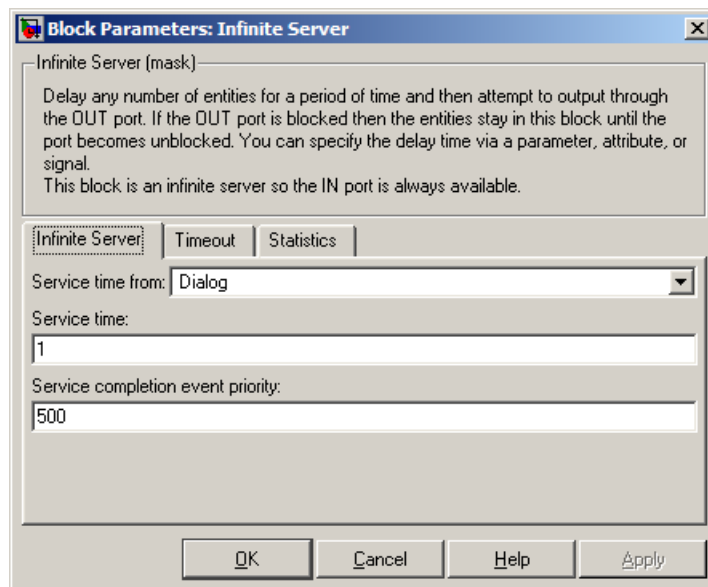 Block Parameters: Infinite Server
Infinite Server (mask)
Delay any number of entities for a period of time and then attempt to output through
the OUT port. If the OUT port is blocked then the entities stay in this block until the
port becomes unblocked. You can specify the delay time via a parameter, attribute, or
signal.
This block is an infinite server so the IN port is always available.
Infinite Server Timeout Statistics
Service time from: Dialog
Service time:
1
Service completion event priority:
500
OK Cancel Help Apply